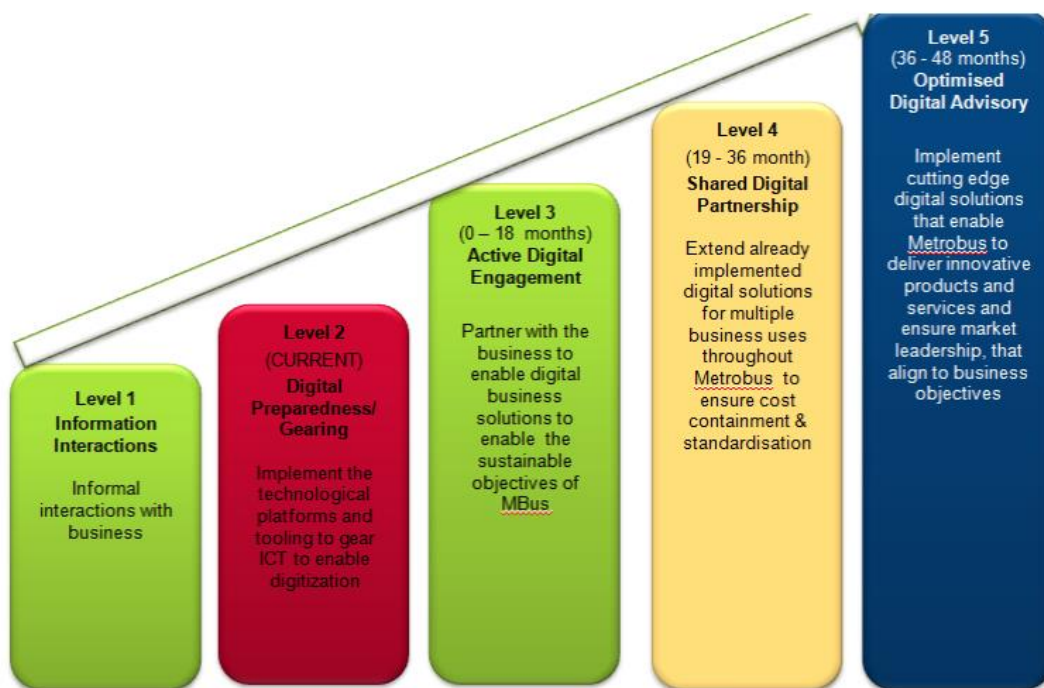 Level 1
Information
Interactions
Informal
interactions with
business
Level 2
(CURRENT)
Digital
Preparedness/
Gearing
Implement the
technological
platforms and
tooling to gear
ICT to enable
digitization
Level 3
(0 – 18 months)
Active Digital
Engagement
Partner with the
business to
enable digital
business
solutions to
enable the
sustainable
objectives of
MBus
Level 4
(19 - 36 month)
Shared Digital
Partnership
Extend already
implemented
digital solutions
for multiple
business uses
throughout
Metrobus to
ensure cost
containment &
standardisation
Level 5
(36 - 48 months)
Optimised
Digital Advisory
Implement
cutting edge
digital solutions
that enable
Metrobus to
deliver innovative
products and
services and
ensure market
leadership, that
align to business
objectives